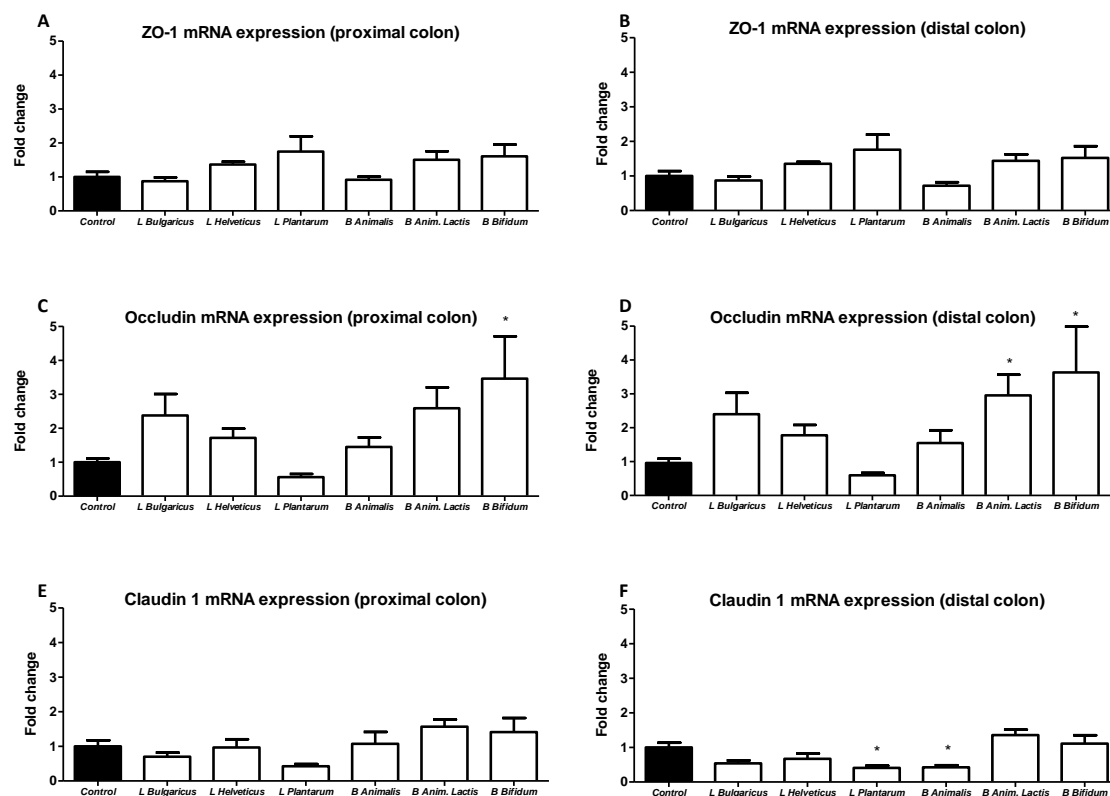 A
ZO-1 mRNA expression (proximal colon)
Fold change
5
4
3
2
1
0
Control L Bulgaricus L Helveticus L Plantarum B Animalis B Anim. Lactis B Bifidum
B
ZO-1 mRNA expression (distal colon)
Fold change
5
4
3
2
1
0
Control L Bulgaricus L Helveticus L Plantarum B Animalis B Anim. Lactis B Bifidum
C
Occludin mRNA expression (proximal colon)
*
Fold change
5
4
3
2
1
0
Control L Bulgaricus L Helveticus L Plantarum B Animalis B Anim. Lactis B Bifidum
D
Occludin mRNA expression (distal colon)
* *
Fold change
5
4
3
2
1
0
Control L Bulgaricus L Helveticus L Plantarum B Animalis B Anim. Lactis B Bifidum
E
Claudin 1 mRNA expression (proximal colon)
Fold change
5
4
3
2
1
0
Control L Bulgaricus L Helveticus L Plantarum B Animalis B Anim. Lactis B Bifidum
F
Claudin 1 mRNA expression (distal colon)
Fold change
5
4
3
2
1
0
* *
Control L Bulgaricus L Helveticus L Plantarum B Animalis B Anim. Lactis B Bifidum